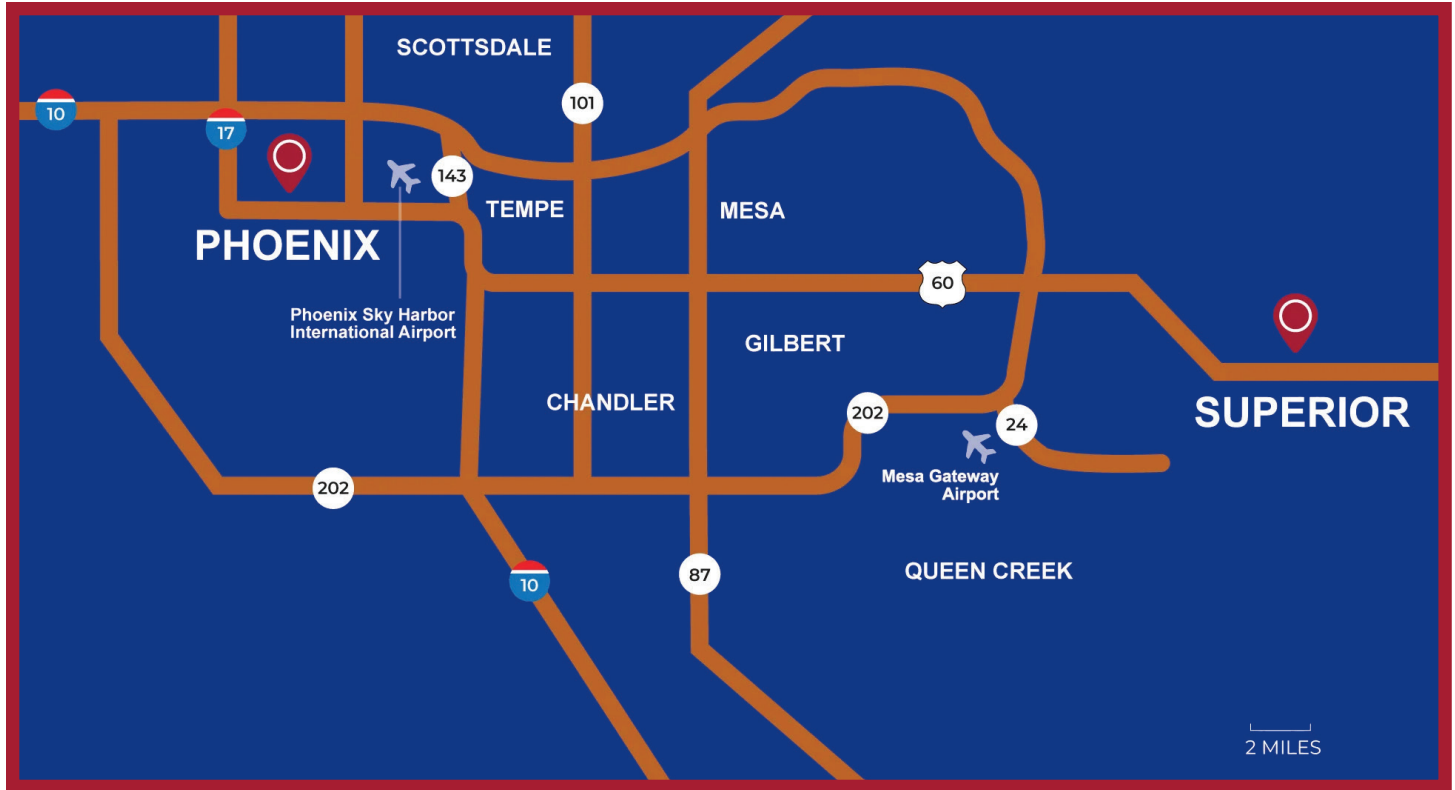 SCOTTSDALE
10
17
101
143
TEMPE
MESA
PHOENIX
60
Phoenix Sky Harbor
International Airport
GILBERT
CHANDLER
202
24
SUPERIOR
Mesa Gateway
Airport
202
10
87
QUEEN CREEK
2 MILES